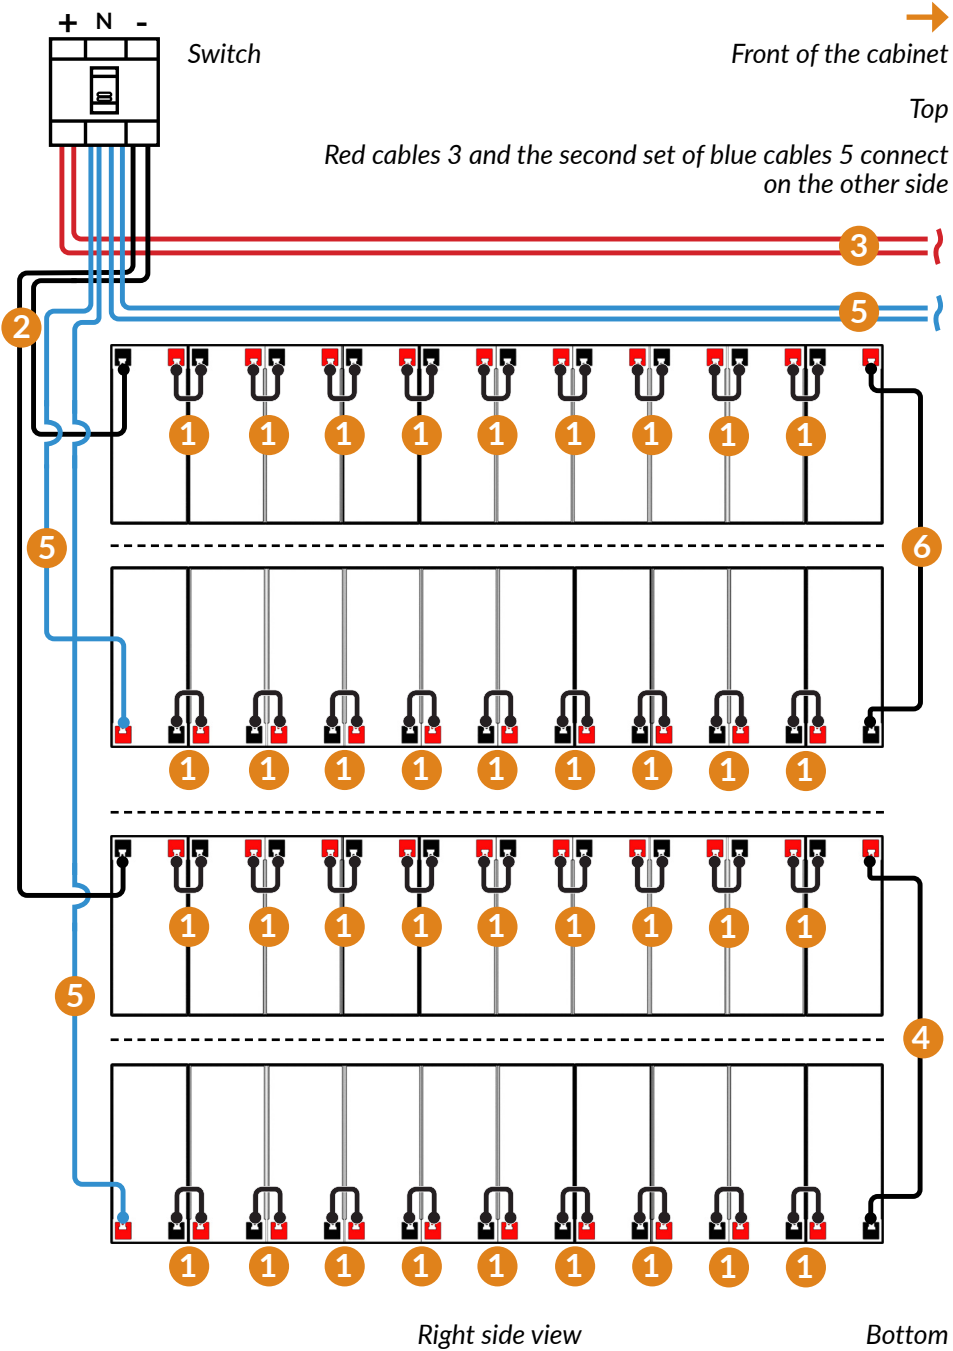 + N -
Switch
Front of the cabinet
Top
Red cables 3 and the second set of blue cables 5 connect
on the other side
3
5
2
1 1 1 1 1 1 1 1 1
5
6
1 1 1 1 1 1 1 1 1
1 1 1 1 1 1 1 1 1
5
4
1 1 1 1 1 1 1 1 1
Right side view
Bottom